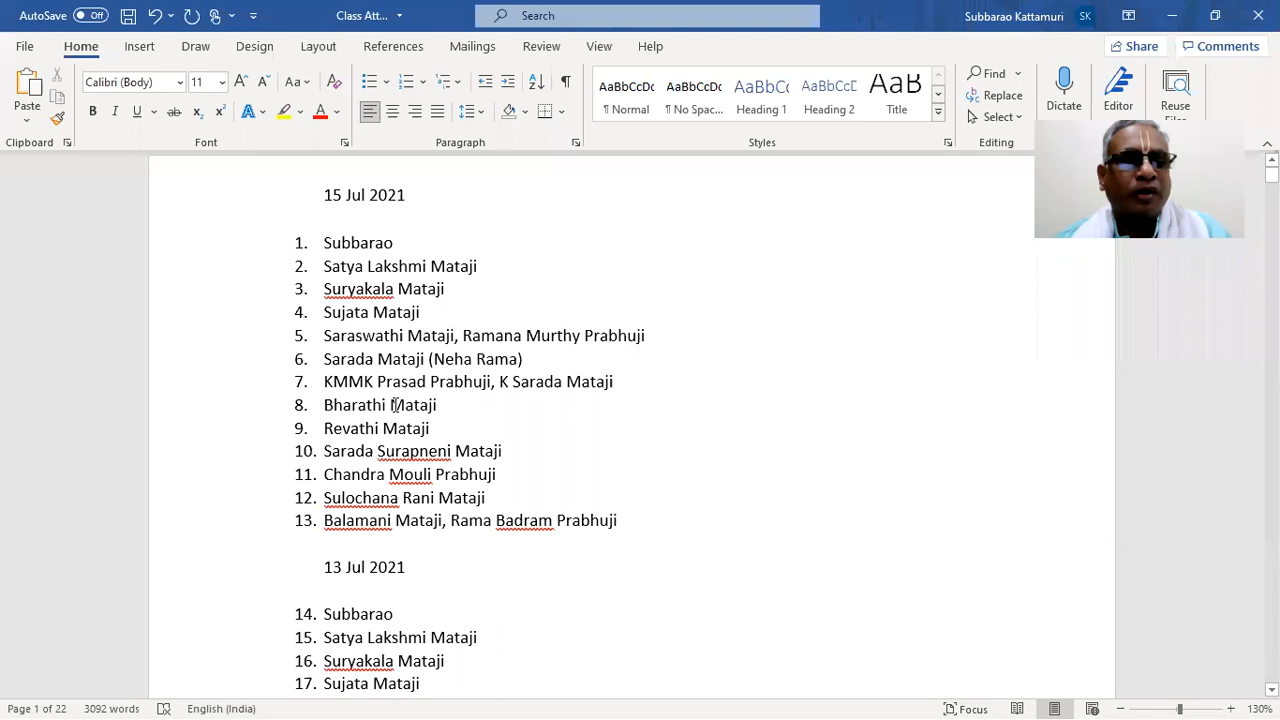 AutoSave Off Class Att... Search Subbarao Kattamuri SK
File Home Insert Draw Design Layout References Mailings Review View Help Share Comments
Paste Calibri (Body) 11 Aa AaBbCcDc AaBbCcDc AaBbCc AaBbCcD AaB Find Replace Select Dictate Editor Reuse Files
Normal No Spac... Heading 1 Heading 2 Title
Clipboard Font Paragraph Styles Editing
15 Jul 2021
1. Subbarao
2. Satya Lakshmi Mataji
3. Suryakala Mataji
4. Sujata Mataji
5. Saraswathi Mataji, Ramana Murthy Prabhuji
6. Sarada Mataji (Neha Rama)
7. KMMK Prasad Prabhuji, K Sarada Mataji
8. Bharathi Mataji
9. Revathi Mataji
10. Sarada Surapneni Mataji
11. Chandra Mouli Prabhuji
12. Sulochana Rani Mataji
13. Balamani Mataji, Rama Badram Prabhuji
13 Jul 2021
14. Subbarao
15. Satya Lakshmi Mataji
16. Suryakala Mataji
17. Sujata Mataji
Page 1 of 22 3092 words English (India) Focus 130%